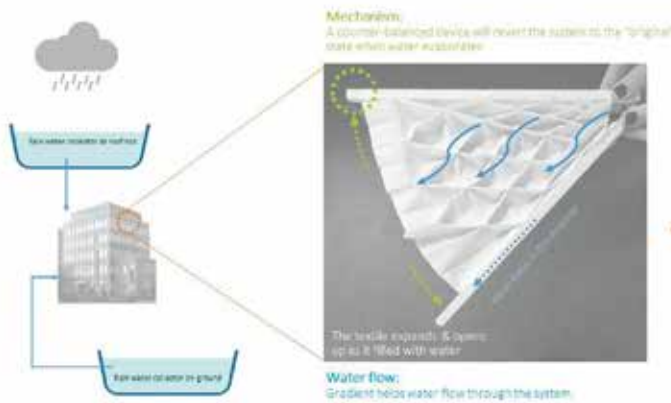 Mechanism:
A counter-balanced device will revert the system to the "original"
state when water evaporates
Rain water collector on roof top
The textile expands & opens
up as it filled with water
Rain water collector on ground
Water flow:
Gradient helps water flow through the system.